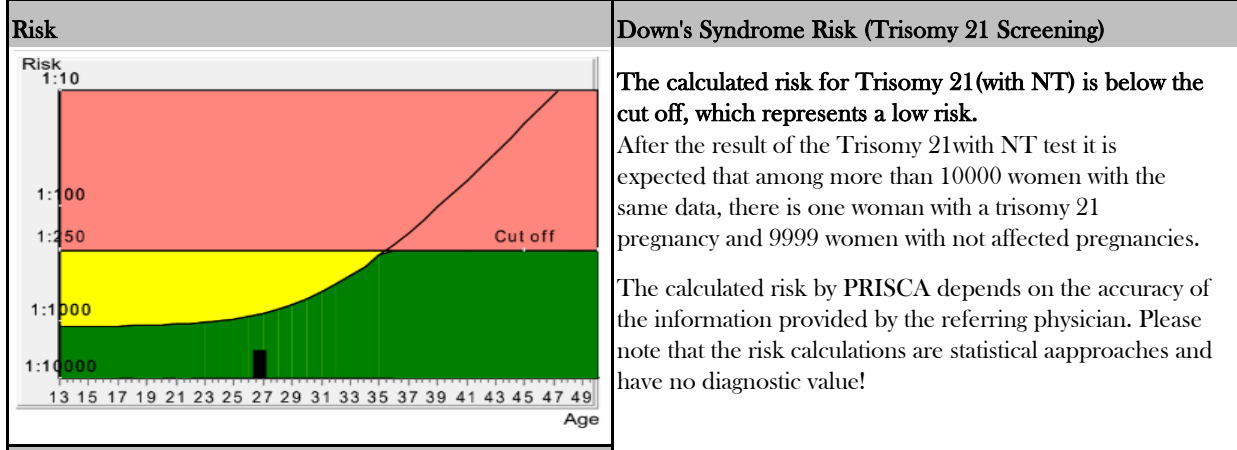 Risk
Risk
1:10
1:100
1:250
Cut off
1:1000
1:10000
13 15 17 19 21 23 25 27 29 31 33 35 37 39 41 43 45 47 49
Age
Down's Syndrome Risk (Trisomy 21 Screening)
The calculated risk for Trisomy 21(with NT) is below the
cut off, which represents a low risk.
After the result of the Trisomy 21with NT test it is
expected that among more than 10000 women with the
same data, there is one woman with a trisomy 21
pregnancy and 9999 women with not affected pregnancies.
The calculated risk by PRISCA depends on the accuracy of
the information provided by the referring physician. Please
note that the risk calculations are statistical aapproaches and
have no diagnostic value!